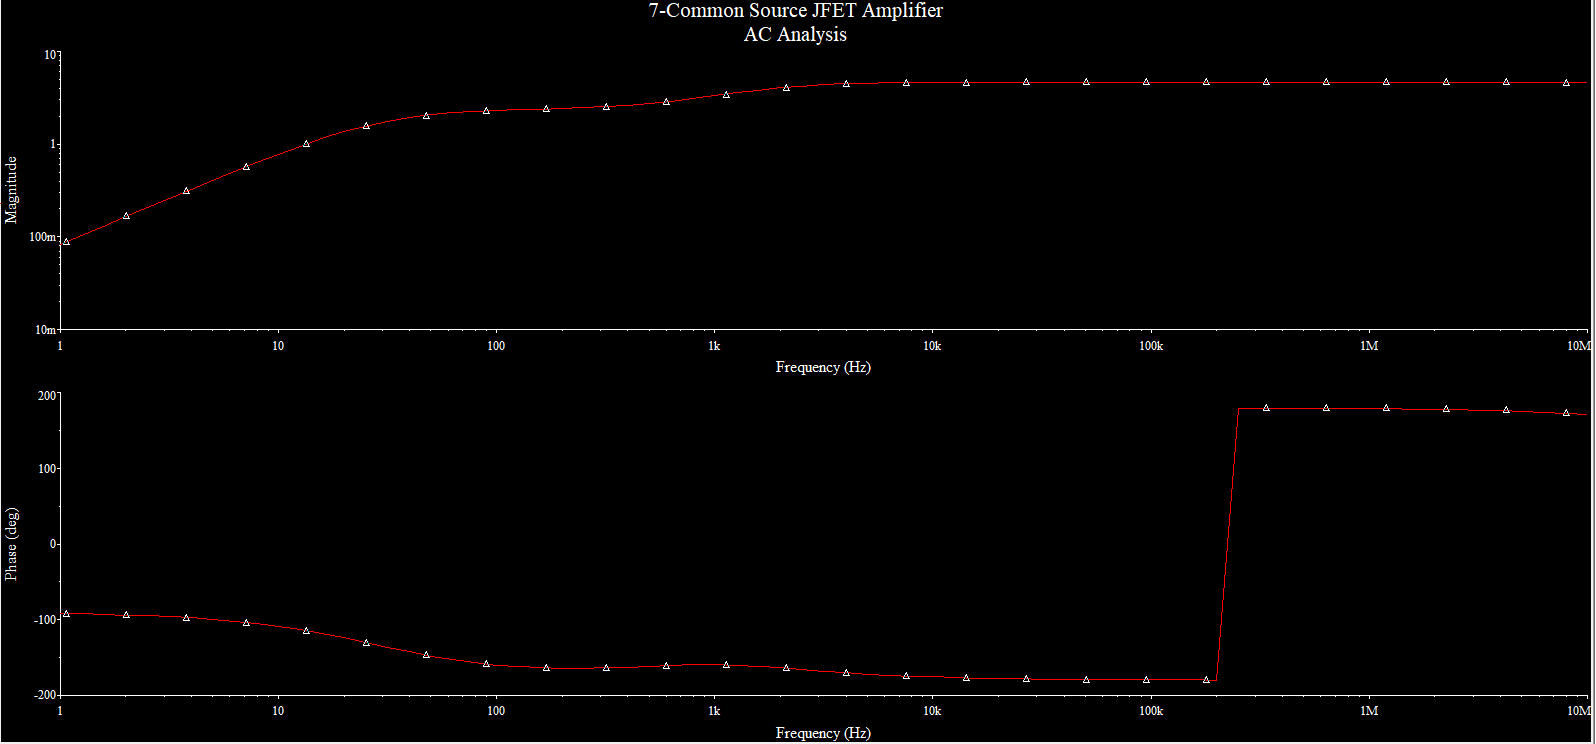 7-Common Source JFET Amplifier
AC Analysis
10
1
100m
10m
Magnitude
1 10 100 1k 10k 100k 1M 10M
Frequency (Hz)
200
100
0
-100
-200
Phase (deg)
1 10 100 1k 10k 100k 1M 10M
Frequency (Hz)